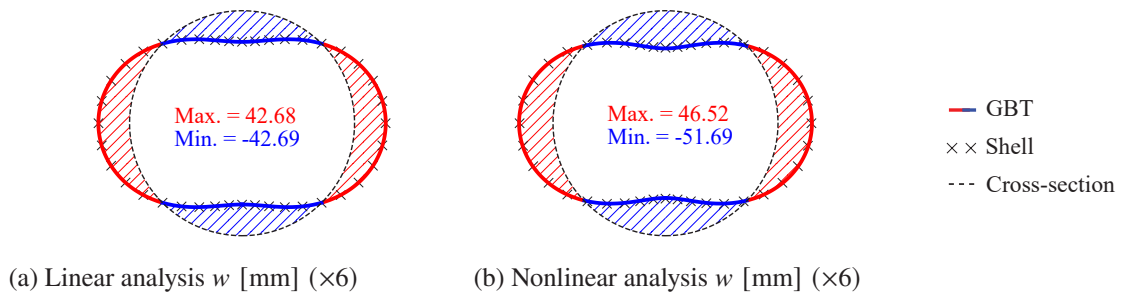 Max. = 42.68
Min. = -42.69
Max. = 46.52
Min. = -51.69
GBT
Shell
Cross-section
(a) Linear analysis w [mm] (×6)
(b) Nonlinear analysis w [mm] (×6)